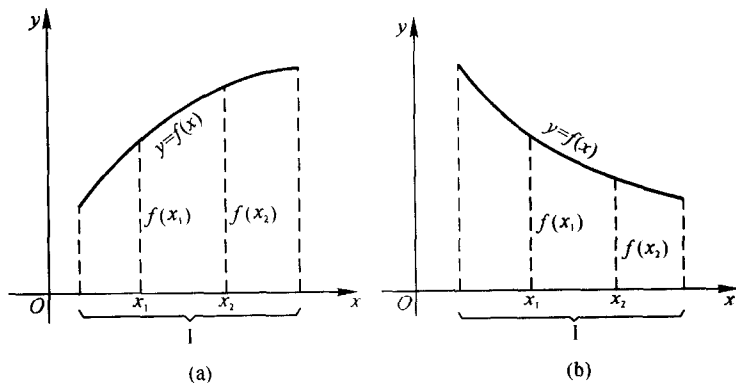 y
y=f(x)
f(x₁)
f(x₂)
O
x₁
x₂
x
I
(a)
y
y=f(x)
f(x₁)
f(x₂)
O
x₁
x₂
x
I
(b)